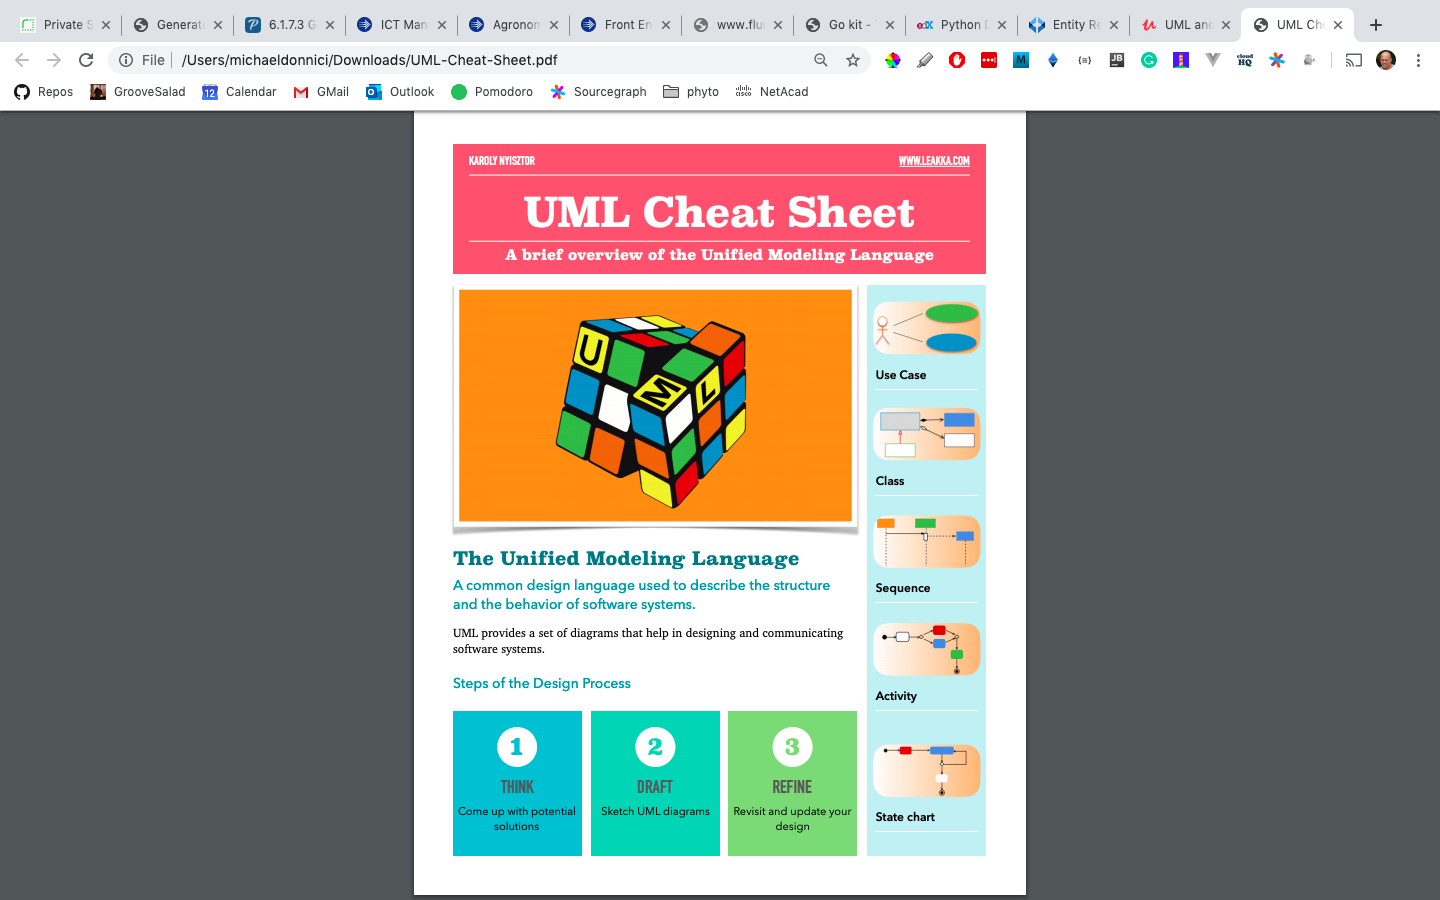 Private S
Generat
6.1.7.3 G
ICT Man
Agronom
Front En
www.flu
Go kit -
Python D
Entity Re
UML and
UML Che
File
/Users/michaeldonnici/Downloads/UML-Cheat-Sheet.pdf
Repos
GrooveSalad
Calendar
GMail
Outlook
Pomodoro
Sourcegraph
phyto
NetAcad
KAROLY NYISZTOR
WWW.LEAKKA.COM
UML Cheat Sheet
A brief overview of the Unified Modeling Language
U
M
L
The Unified Modeling Language
A common design language used to describe the structure
and the behavior of software systems.
UML provides a set of diagrams that help in designing and communicating
software systems.
Steps of the Design Process
1
THINK
Come up with potential
solutions
2
DRAFT
Sketch UML diagrams
3
REFINE
Revisit and update your
design
Use Case
Class
Sequence
Activity
State chart